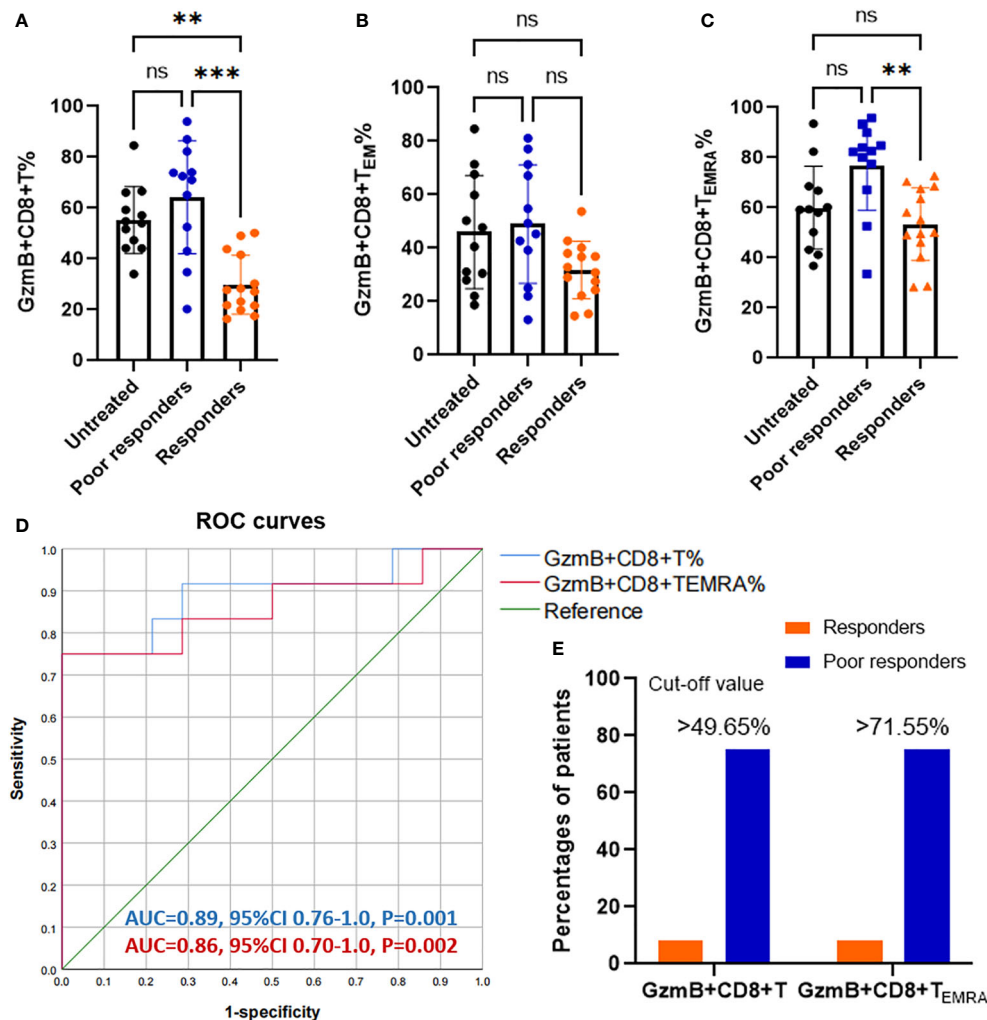 A
**
ns
***
GzmB+CD8+T%
100
80
60
40
20
0
Untreated
Poor responders
Responders
B
ns
ns
ns
GzmB+CD8+TEM%
100
80
60
40
20
0
Untreated
Poor responders
Responders
C
ns
ns
**
GzmB+CD8+TEMRA%
100
80
60
40
20
0
Untreated
Poor responders
Responders
D
ROC curves
Sensitivity
1.0
0.9
0.8
0.7
0.6
0.5
0.4
0.3
0.2
0.1
0.0
AUC=0.89, 95%CI 0.76-1.0, P=0.001
AUC=0.86, 95%CI 0.70-1.0, P=0.002
0.0 0.1 0.2 0.3 0.4 0.5 0.6 0.7 0.8 0.9 1.0
1-specificity
GzmB+CD8+T%
GzmB+CD8+TEMRA%
Reference
Responders
Poor responders
E
Percentages of patients
100
80
60
40
20
0
Cut-off value
>49.65%
>71.55%
GzmB+CD8+T
GzmB+CD8+TEMRA